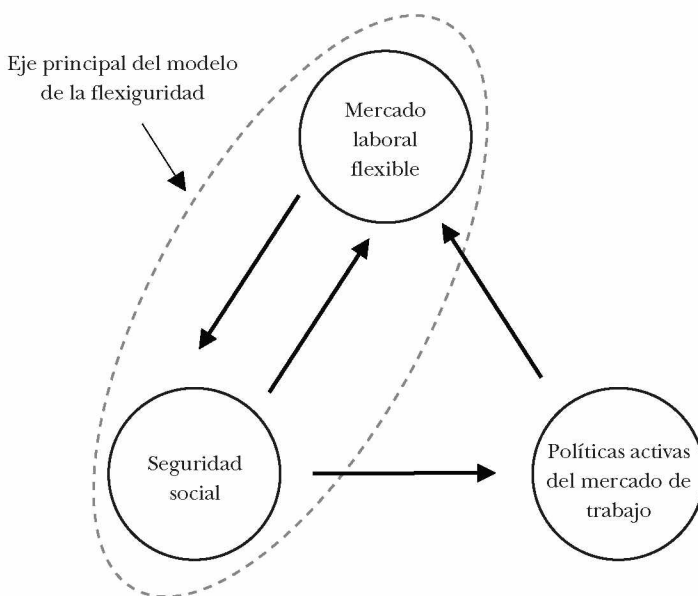 Eje principal del modelo
de la flexiguridad
Mercado
laboral
flexible
Seguridad
social
Políticas activas
del mercado de
trabajo